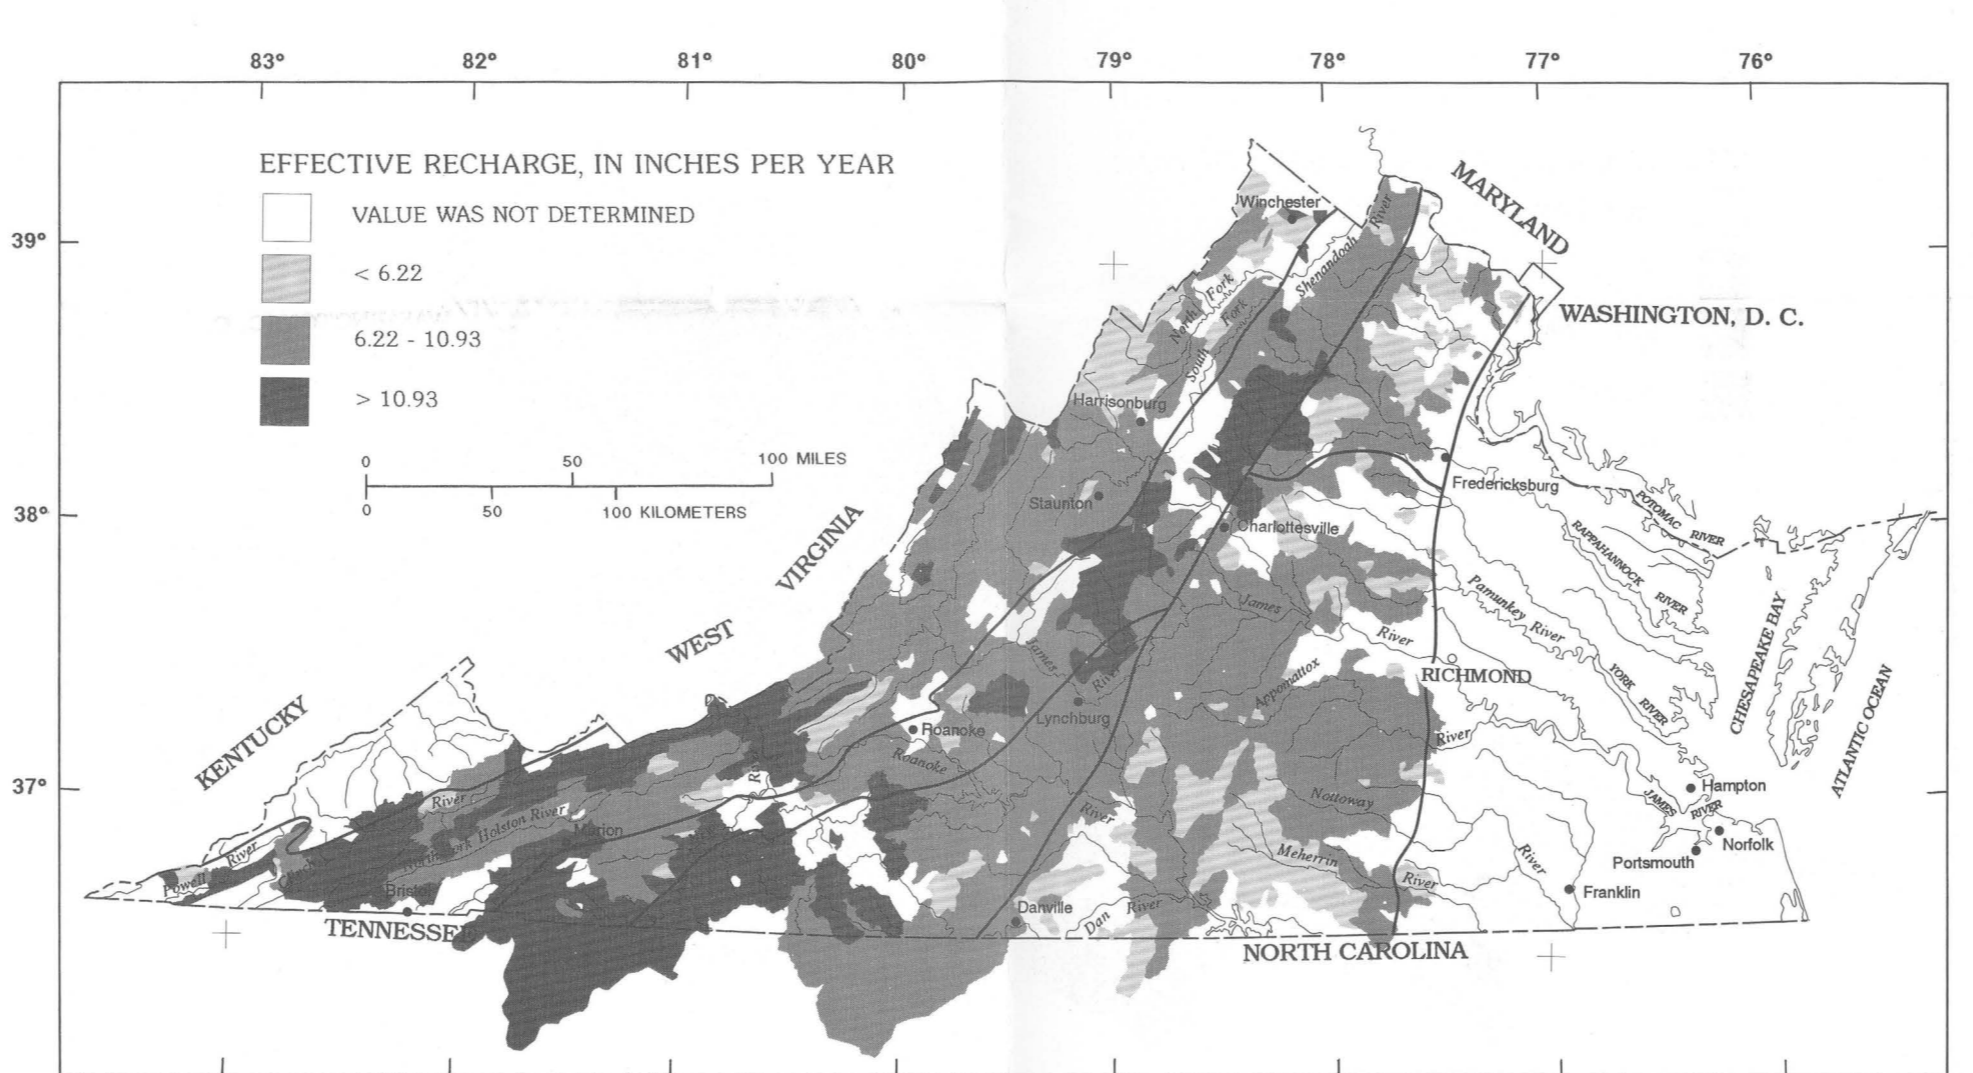 83° 82° 81° 80° 79° 78° 77° 76°
39°
38°
37°
EFFECTIVE RECHARGE, IN INCHES PER YEAR
VALUE WAS NOT DETERMINED
< 6.22
6.22 - 10.93
> 10.93
0 50 100 MILES
0 50 100 KILOMETERS
MARYLAND
WASHINGTON, D. C.
WEST VIRGINIA
KENTUCKY
TENNESSEE
NORTH CAROLINA
Winchester
Shenandoah River
North Fork
South Fork
Harrisonburg
Staunton
Charlottesville
Fredericksburg
POTOMAC RIVER
RAPPAHANNOCK RIVER
Pamunkey River
YORK RIVER
CHESAPEAKE BAY
ATLANTIC OCEAN
James River
James River
RICHMOND
Appomattox River
Lynchburg
Roanoke
Roanoke River
Nottoway River
Meherrin River
Hampton
JAMES RIVER
Norfolk
Portsmouth
Franklin
Danville
Dan River
Marion
Holston River
River
Bristol
Powell River